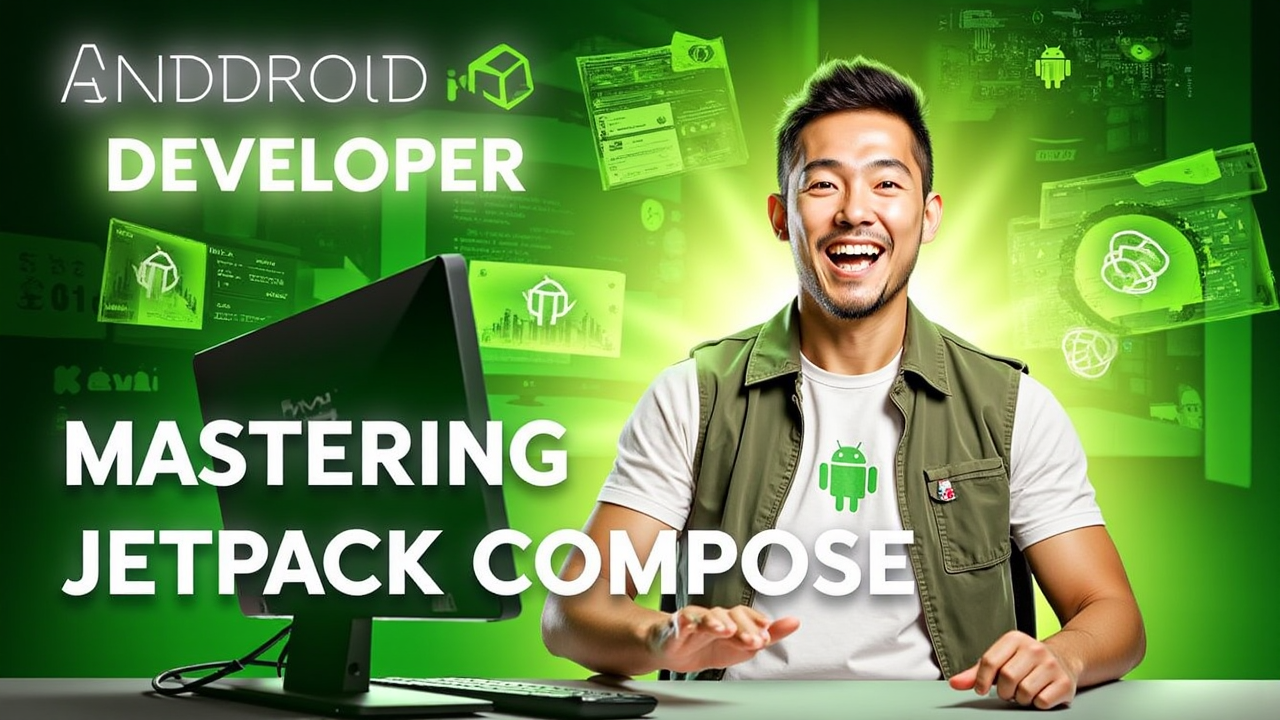 ANDDROID
DEVELOPER
MASTERING
JETPACK COMPOSE